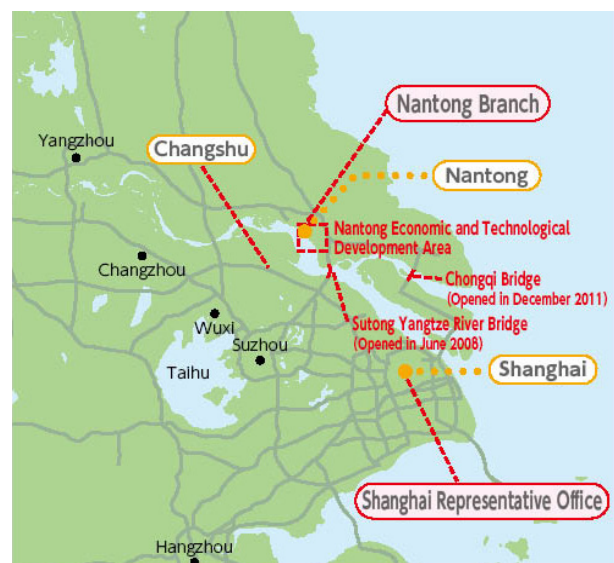 Nantong Branch
Yangzhou
Changshu
Nantong
Nantong Economic and Technological
Development Area
Changzhou
Chongqi Bridge
(Opened in December 2011)
Sutong Yangtze River Bridge
(Opened in June 2008)
Wuxi
Suzhou
Taihu
Shanghai
Shanghai Representative Office
Hangzhou